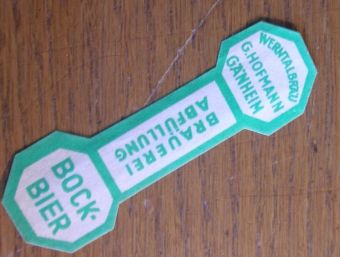 WERNTALBRÄU
G. HOFMANN
GÄNHEIM
BRAUEREI
ABFÜLLUNG
BOCK-
BIER